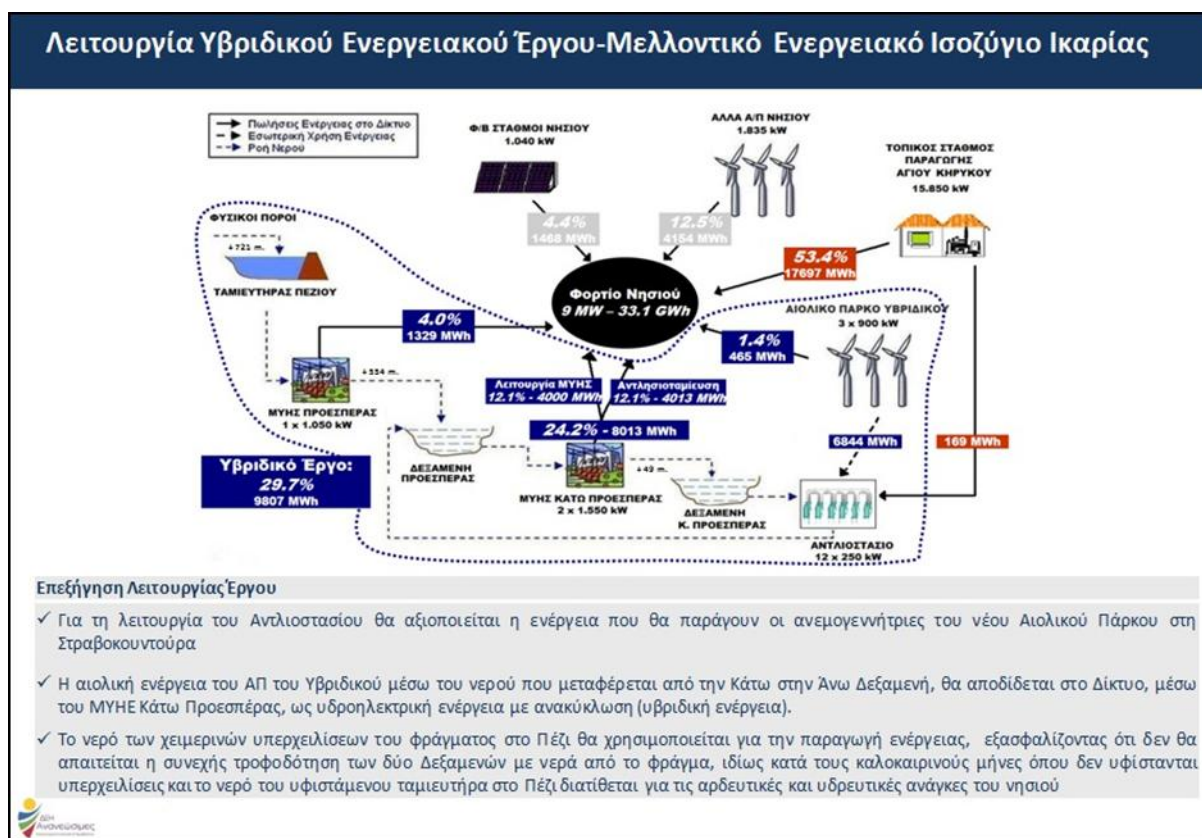 Λειτουργία Υβριδικού Ενεργειακού Έργου-Μελλοντικό Ενεργειακό Ισοζύγιο Ικαρίας
Πωλήσεις Ενέργειας στο Δίκτυο
Εσωτερική Χρήση Ενέργειας
Ροή Νερού
Φ/Β ΣΤΑΘΜΟΙ ΝΗΣΙΟΥ
1.040 kW
ΑΛΛΑ Α/Π ΝΗΣΙΟΥ
1.835 kW
ΤΟΠΙΚΟΣ ΣΤΑΘΜΟΣ
ΠΑΡΑΓΩΓΗΣ
ΑΓΙΟΥ ΚΗΡΥΚΟΥ
15.850 kW
4.4%
1468 MWh
12.5%
4154 MWh
53.4%
17697 MWh
ΦΥΣΙΚΟΙ ΠΟΡΟΙ
+721 m.
ΤΑΜΙΕΥΤΗΡΑΣ ΠΕΖΙΟΥ
Φορτίο Νησιού
9 MW – 33.1 GWh
4.0%
1329 MWh
ΑΙΟΛΙΚΟ ΠΑΡΚΟ ΥΒΡΙΔΙΚΟΥ
3 x 900 kW
1.4%
465 MWh
ΜΥΗΣ ΠΡΟΕΣΠΕΡΑΣ
1 x 1.050 kW
+554 m.
Λειτουργία ΜΥΗΣ
12.1% - 4000 MWh
Αντλησιοταμίευση
12.1% - 4013 MWh
24.2% - 8013 MWh
6844 MWh
169 MWh
Υβριδικό Έργο:
29.7%
9807 MWh
ΔΕΞΑΜΕΝΗ
ΠΡΟΕΣΠΕΡΑΣ
ΜΥΗΣ ΚΑΤΩ ΠΡΟΕΣΠΕΡΑΣ
2 x 1.550 kW
+49 m.
ΔΕΞΑΜΕΝΗ
Κ. ΠΡΟΕΣΠΕΡΑΣ
ΑΝΤΛΙΟΣΤΑΣΙΟ
12 x 250 kW
Επεξήγηση Λειτουργίας Έργου
✓ Για τη λειτουργία του Αντλιοστασίου θα αξιοποιείται η ενέργεια που θα παράγουν οι ανεμογεννήτριες του νέου Αιολικού Πάρκου στη
Στραβοκουντούρα
✓ Η αιολική ενέργεια του ΑΠ του Υβριδικού μέσω του νερού που μεταφέρεται από την Κάτω στην Άνω Δεξαμενή, θα αποδίδεται στο Δίκτυο, μέσω
του ΜΥΗΕ Κάτω Προεσπέρας, ως υδροηλεκτρική ενέργεια με ανακύκλωση (υβριδική ενέργεια).
✓ Το νερό των χειμερινών υπερχειλίσεων του φράγματος στο Πέζι θα χρησιμοποιείται για την παραγωγή ενέργειας, εξασφαλίζοντας ότι δεν θα
απαιτείται η συνεχής τροφοδότηση των δύο Δεξαμενών με νερά από το φράγμα, ιδίως κατά τους καλοκαιρινούς μήνες όπου δεν υφίστανται
υπερχειλίσεις και το νερό του υφιστάμενου ταμιευτήρα στο Πέζι διατίθεται για τις αρδευτικές και υδρευτικές ανάγκες του νησιού
ΔΕΗ
Ανανεώσιμες